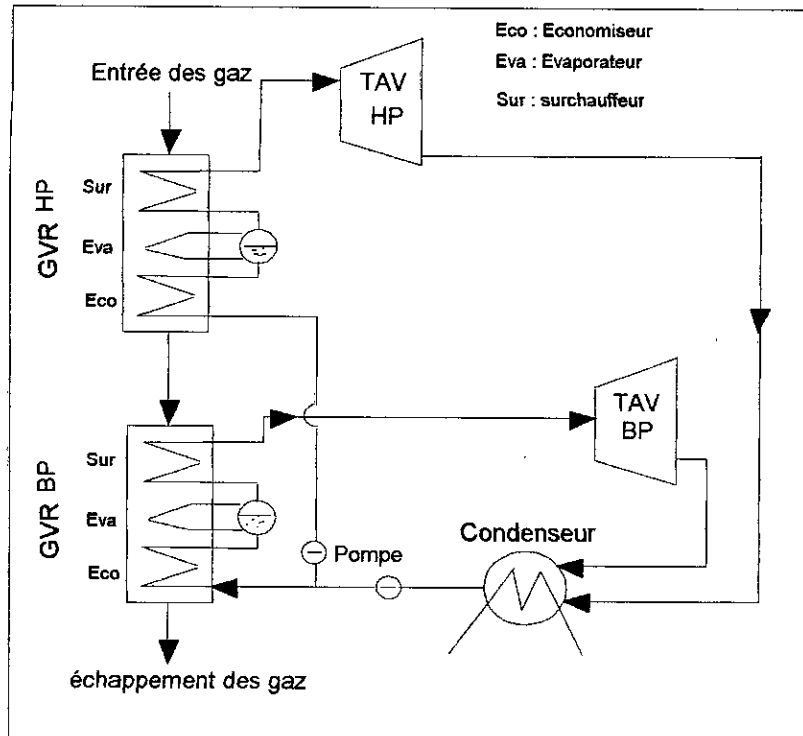 Eco : Economiseur
Eva : Evaporateur
Sur : surchauffeur
Entrée des gaz
TAV
HP
GVR HP
Sur
Eva
Eco
TAV
BP
GVR BP
Sur
Eva
Eco
Pompe
Condenseur
échappement des gaz